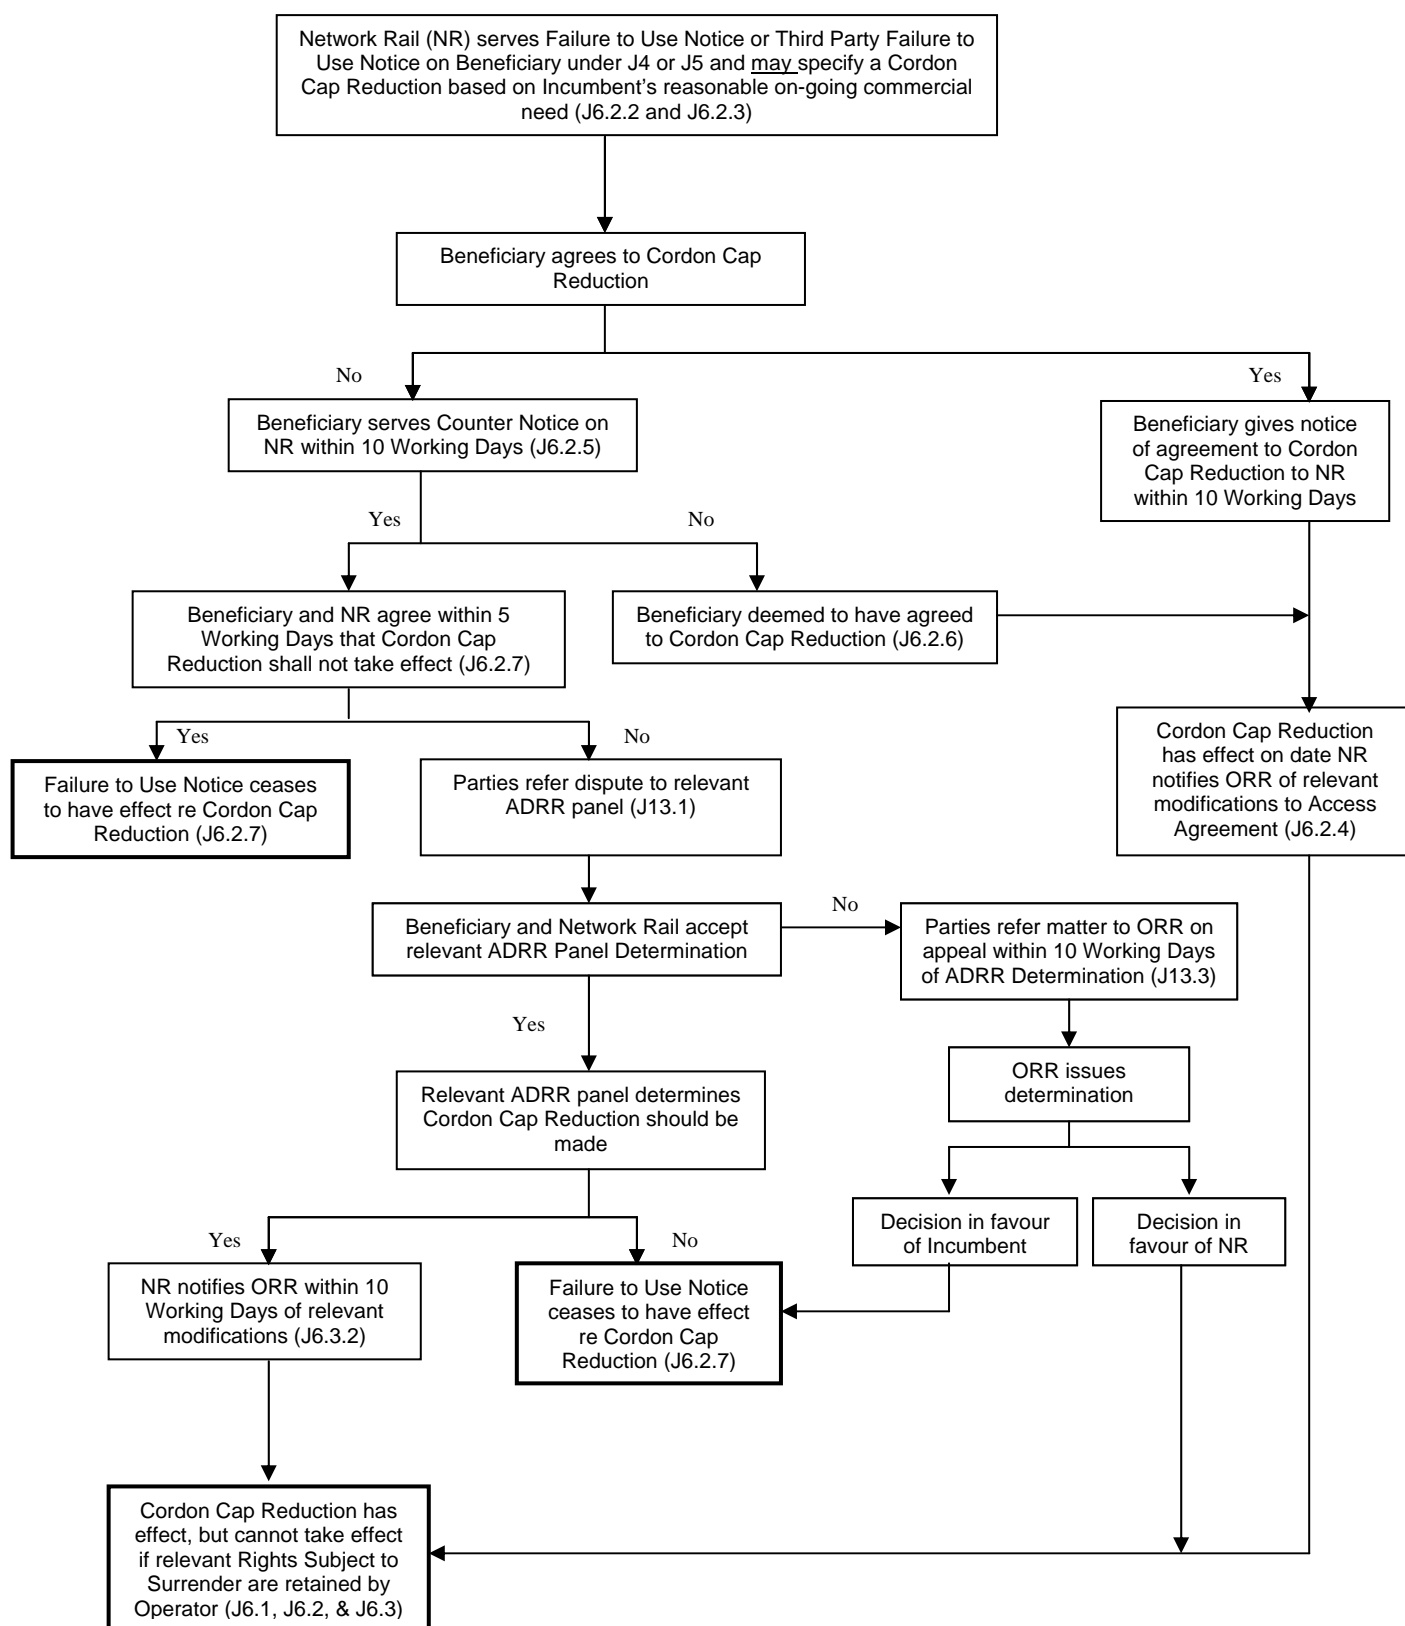 Network Rail (NR) serves Failure to Use Notice or Third Party Failure to
Use Notice on Beneficiary under J4 or J5 and may specify a Cordon
Cap Reduction based on Incumbent's reasonable on-going commercial
need (J6.2.2 and J6.2.3)
Beneficiary agrees to Cordon Cap
Reduction
No
Yes
Beneficiary serves Counter Notice on
NR within 10 Working Days (J6.2.5)
Beneficiary gives notice
of agreement to Cordon
Cap Reduction to NR
within 10 Working Days
Yes
No
Beneficiary and NR agree within 5
Working Days that Cordon Cap
Reduction shall not take effect (J6.2.7)
Beneficiary deemed to have agreed
to Cordon Cap Reduction (J6.2.6)
Yes
No
Failure to Use Notice ceases
to have effect re Cordon Cap
Reduction (J6.2.7)
Parties refer dispute to relevant
ADRR panel (J13.1)
Cordon Cap Reduction
has effect on date NR
notifies ORR of relevant
modifications to Access
Agreement (J6.2.4)
Beneficiary and Network Rail accept
relevant ADRR Panel Determination
No
Parties refer matter to ORR on
appeal within 10 Working Days
of ADRR Determination (J13.3)
Yes
ORR issues
determination
Relevant ADRR panel determines
Cordon Cap Reduction should be
made
Decision in favour
of Incumbent
Decision in
favour of NR
Yes
No
NR notifies ORR within 10
Working Days of relevant
modifications (J6.3.2)
Failure to Use Notice
ceases to have effect
re Cordon Cap
Reduction (J6.2.7)
Cordon Cap Reduction has
effect, but cannot take effect
if relevant Rights Subject to
Surrender are retained by
Operator (J6.1, J6.2, & J6.3)